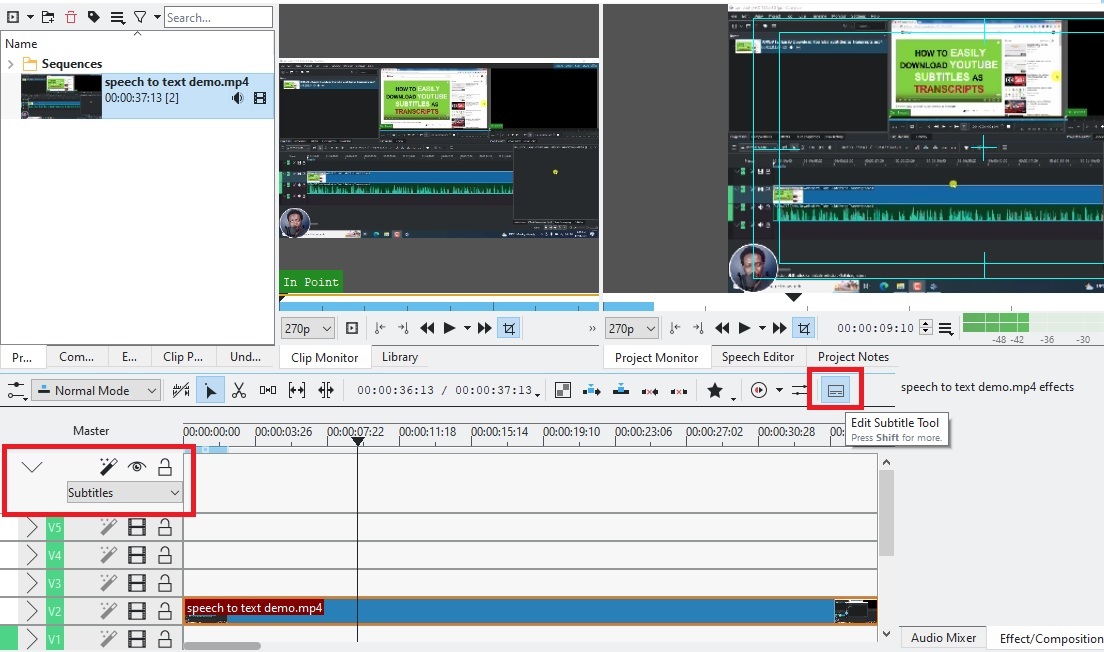 Search...
Name
Sequences
speech to text demo.mp4
00:00:37:13 [2]
HOW TO EASILY
DOWNLOAD YOUTUBE
SUBTITLES AS
TRANSCRIPTS
HOW TO EASILY
DOWNLOAD YOUTUBE
SUBTITLES AS
TRANSCRIPTS
In Point
270p
»
270p
00:00:09:10
-48 -42 -36 -30
Pr... Com... E... Clip P... Und...
Clip Monitor Library
Project Monitor Speech Editor Project Notes
Normal Mode
00:00:36:13 / 00:00:37:13
speech to text demo.mp4 effects
Edit Subtitle Tool
Press Shift for more.
Master
00:00:00:00 00:00:03:26 00:00:07:22 00:00:11:18 00:00:15:14 00:00:19:10 00:00:23:06 00:00:27:02 00:00:30:28 00:
Subtitles
V5
V4
V3
V2
speech to text demo.mp4
V1
Audio Mixer Effect/Composition